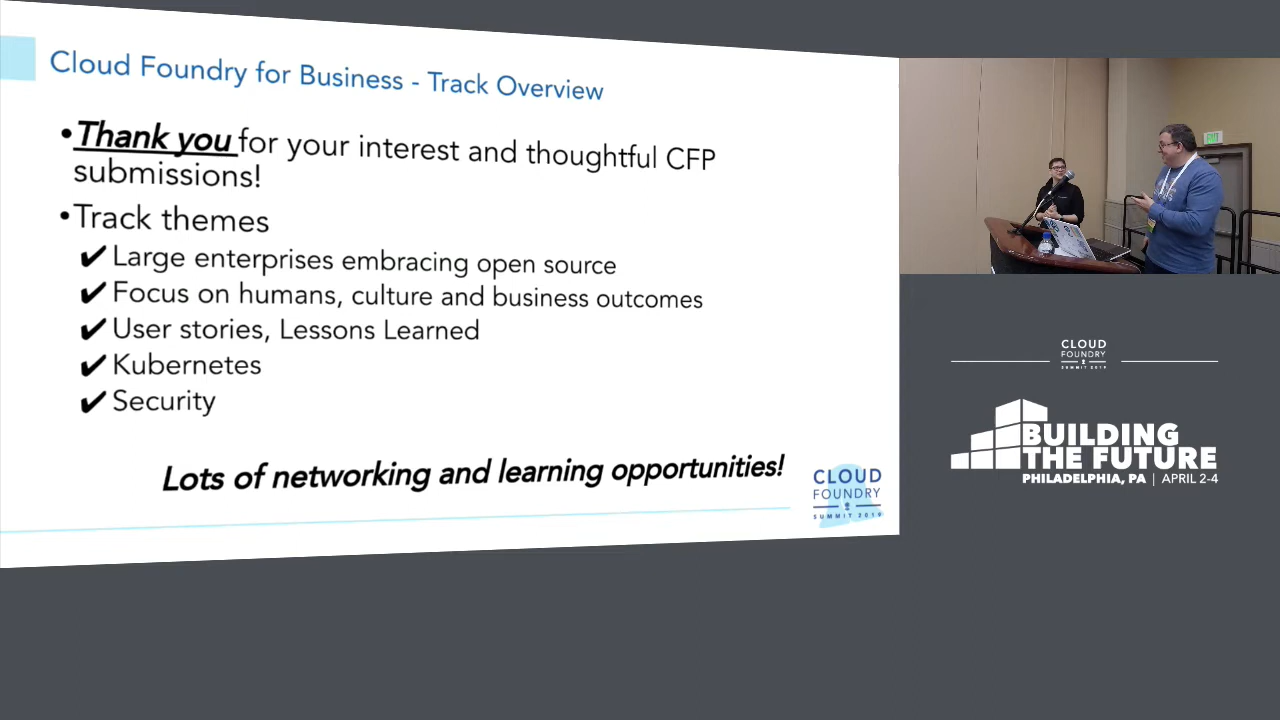 Cloud Foundry for Business - Track Overview
•Thank you for your interest and thoughtful CFP
submissions!
•Track themes
✔Large enterprises embracing open source
✔Focus on humans, culture and business outcomes
✔User stories, Lessons Learned
✔Kubernetes
✔Security
Lots of networking and learning opportunities!
CLOUD
FOUNDRY
SUMMIT 2019
CLOUD
FOUNDRY
SUMMIT 2019
BUILDING
THE FUTURE
PHILADELPHIA, PA | APRIL 2-4